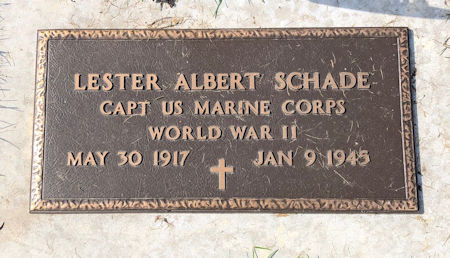 LESTER ALBERT SCHADE
CAPT US MARINE CORPS
WORLD WAR II
MAY 30 1917 JAN 9 1945